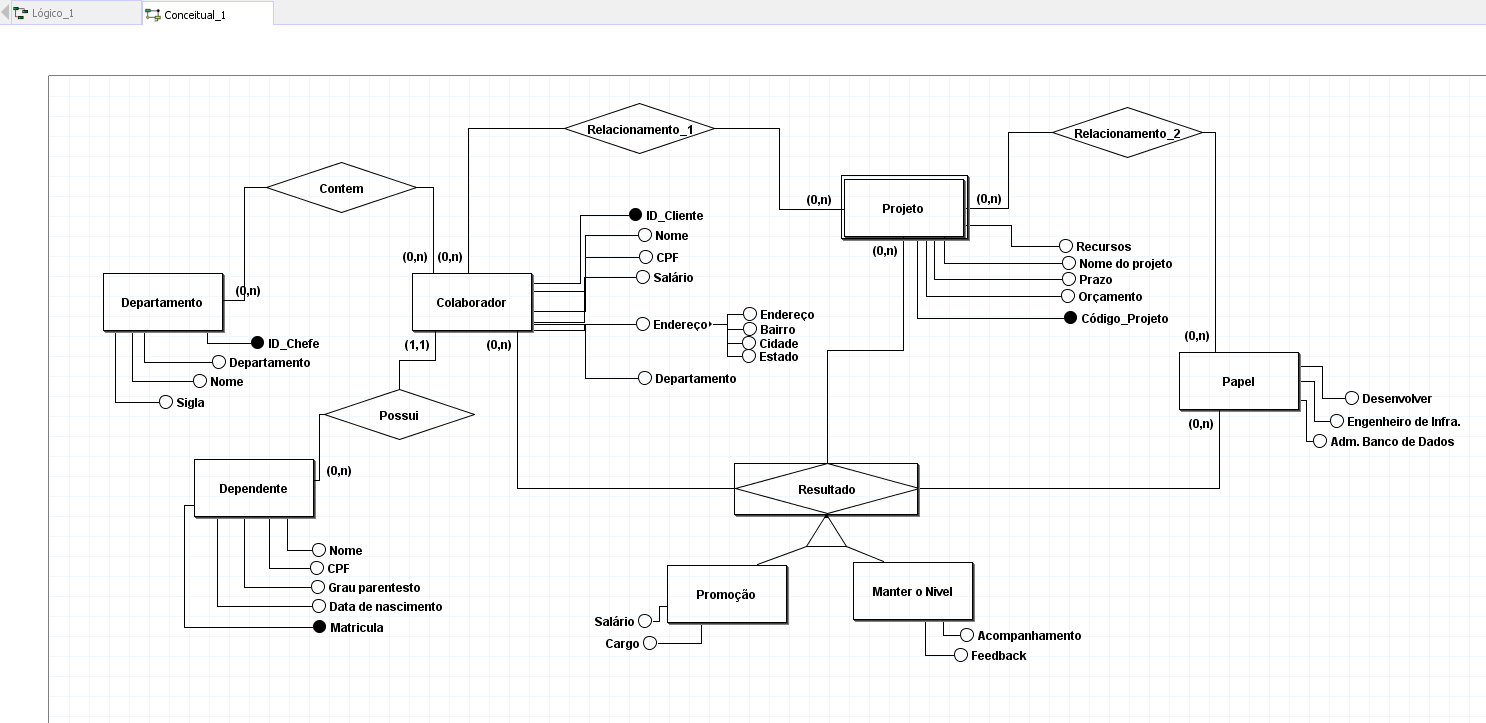 Lógico_1
Conceitual_1
Relacionamento_1
Relacionamento_2
Contem
(0,n)
Projeto
(0,n)
(0,n)
ID_Cliente
Nome
CPF
Salário
(0,n)
(0,n)
(0,n)
Recursos
Nome do projeto
Prazo
Orçamento
Código_Projeto
Departamento
(0,n)
Colaborador
Endereço
Endereço
Bairro
Cidade
Estado
Departamento
(1,1)
(0,n)
ID_Chefe
Departamento
Nome
Sigla
(0,n)
Papel
Desenvolver
Engenheiro de Infra.
Adm. Banco de Dados
(0,n)
Possui
(0,n)
Dependente
Resultado
Nome
CPF
Grau parentesto
Data de nascimento
Matricula
Promoção
Manter o Nivel
Salário
Cargo
Acompanhamento
Feedback